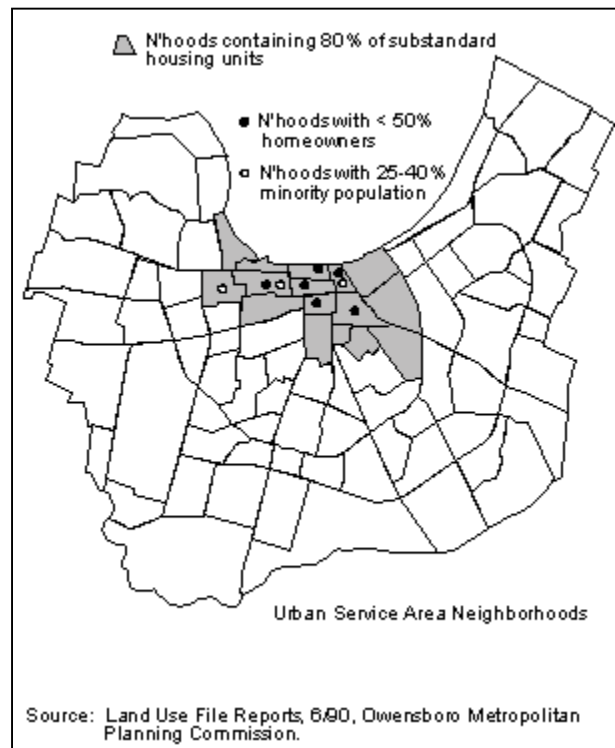 N'hoods containing 80% of substandard
housing units
N'hoods with < 50%
homeowners
N'hoods with 25-40%
minority population
Urban Service Area Neighborhoods
Source: Land Use File Reports, 6/90, Owensboro Metropolitan
Planning Commission.